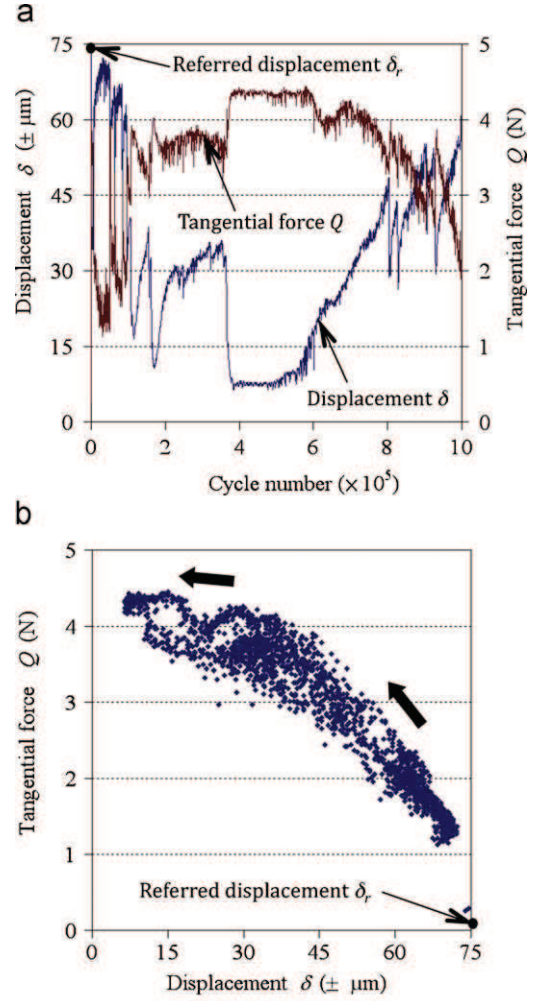 a
75
60
45
30
15
0
Displacement δ (± μm)
5
4
3
2
1
0
Tangential force Q (N)
Referred displacement δr
Tangential force Q
Displacement δ
0 2 4 6 8 10
Cycle number (×10⁵)
b
5
4
3
2
1
0
Tangential force Q (N)
Referred displacement δr
0 15 30 45 60 75
Displacement δ (± μm)